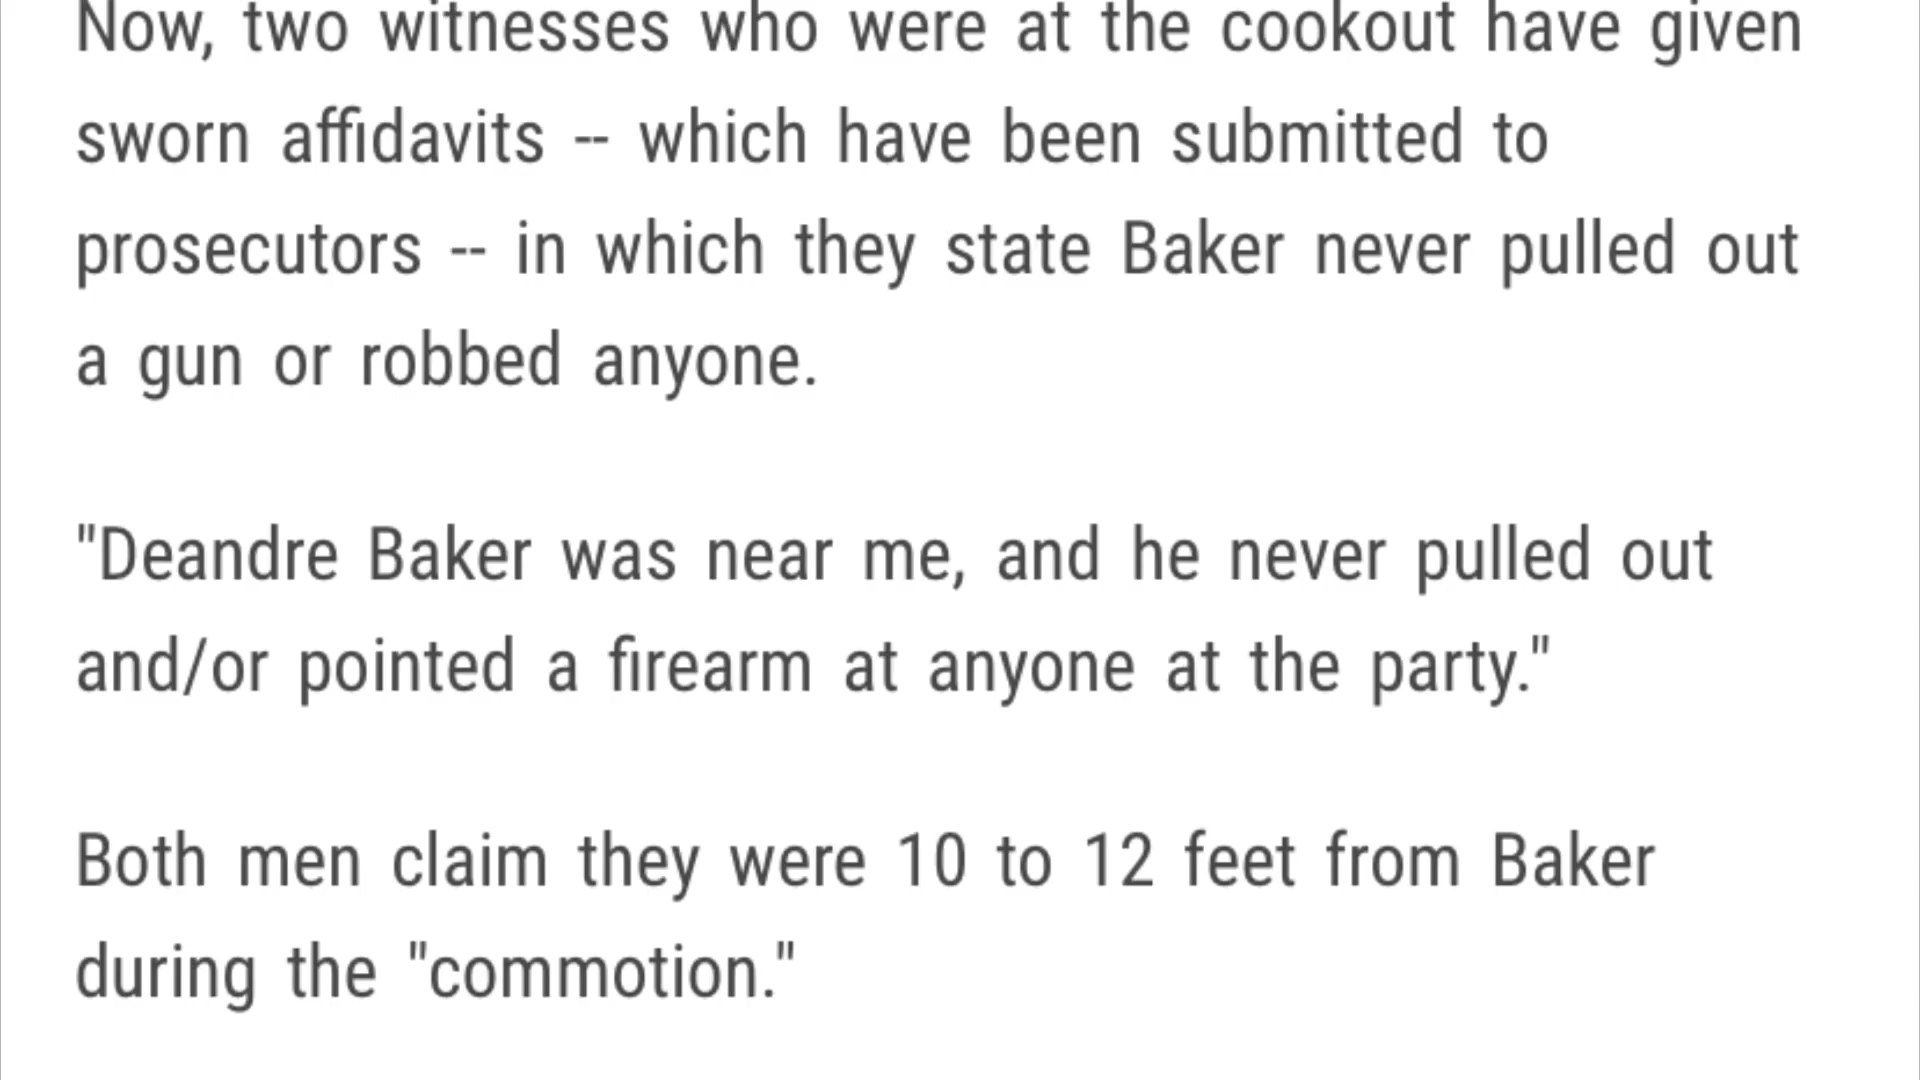 Now, two witnesses who were at the cookout have given
sworn affidavits -- which have been submitted to
prosecutors -- in which they state Baker never pulled out
a gun or robbed anyone.
"Deandre Baker was near me, and he never pulled out
and/or pointed a firearm at anyone at the party."
Both men claim they were 10 to 12 feet from Baker
during the "commotion."